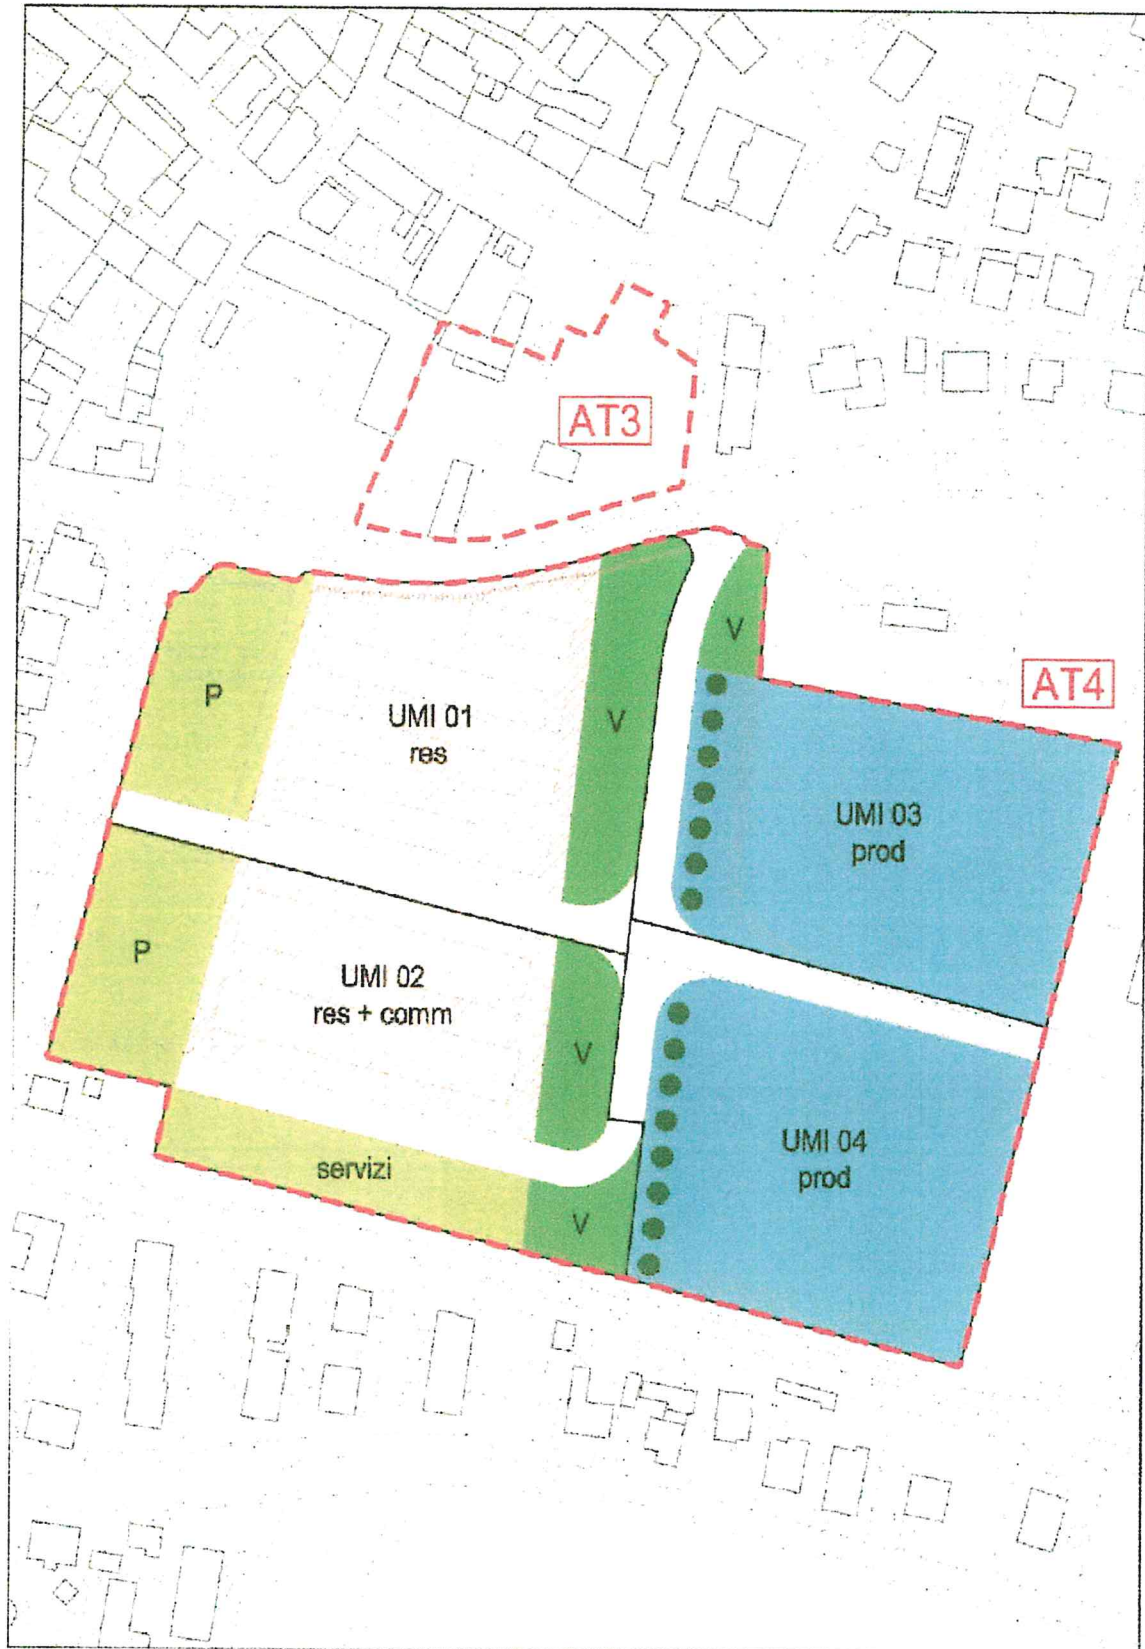 AT3
AT4
P
UMI 01
res
V
V
UMI 03
prod
P
UMI 02
res + comm
V
UMI 04
prod
servizi
V